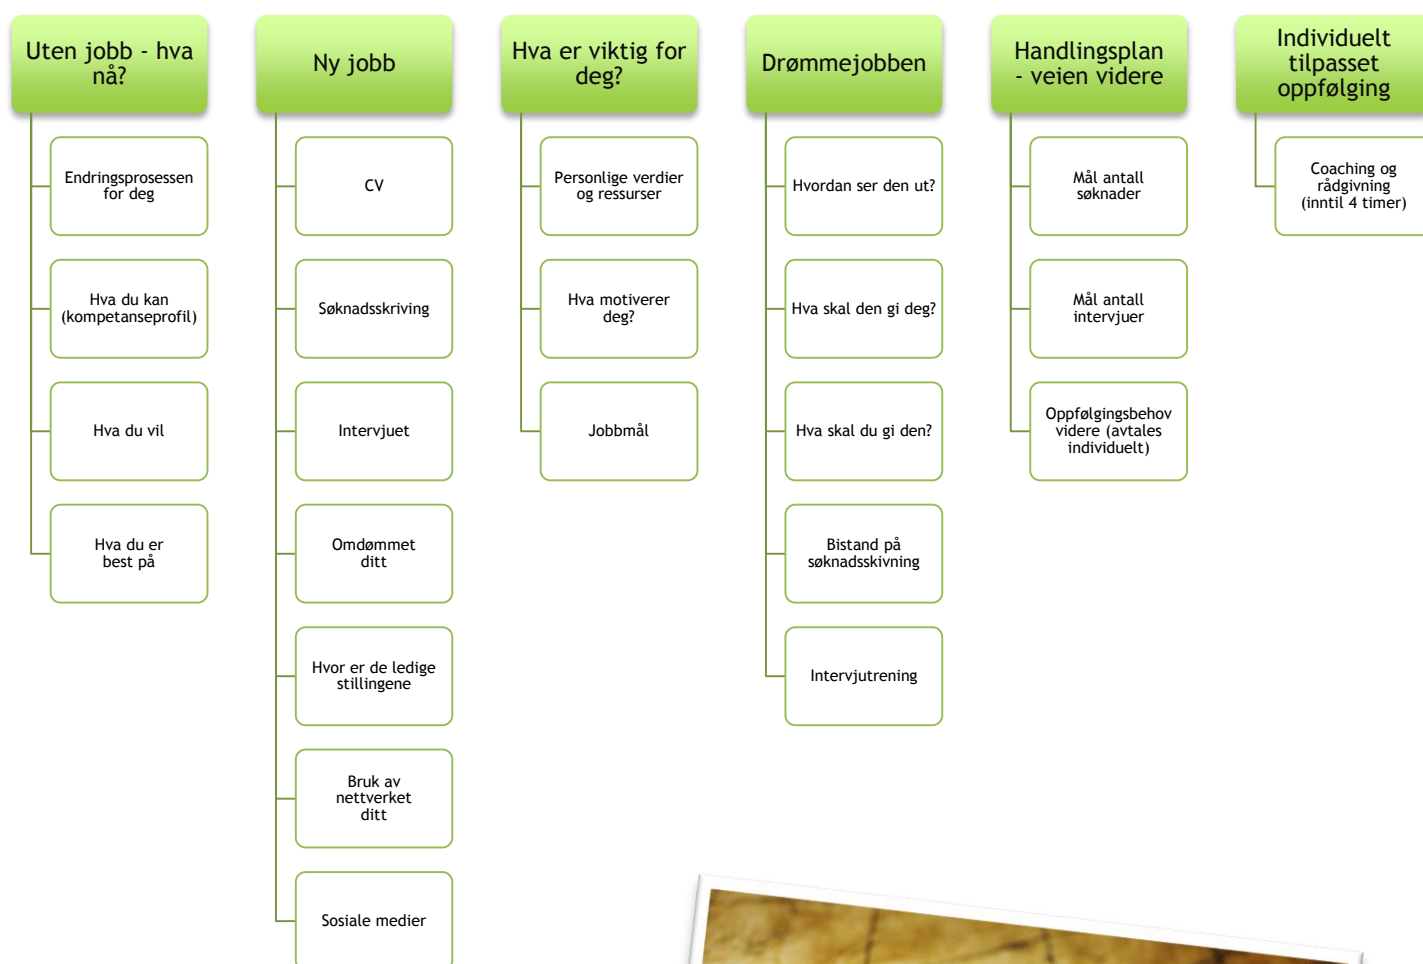 Uten jobb - hva
nå?
Endringsprosessen
for deg
Hva du kan
(kompetanseprofil)
Hva du vil
Hva du er
best på
Ny jobb
CV
Søknadsskriving
Intervjuet
Omdømmet
ditt
Hvor er de ledige
stillingene
Bruk av
nettverket
ditt
Sosiale medier
Hva er viktig for
deg?
Personlige verdier
og ressurser
Hva motiverer
deg?
Jobbmål
Drømmejobben
Hvordan ser den ut?
Hva skal den gi deg?
Hva skal du gi den?
Bistand på
søknadsskivning
Intervjutrening
Handlingsplan
- veien videre
Mål antall
søknader
Mål antall
intervjuer
Oppfølgingsbehov
videre (avtales
individuelt)
Individuelt
tilpasset
oppfølging
Coaching og
rådgivning
(inntil 4 timer)